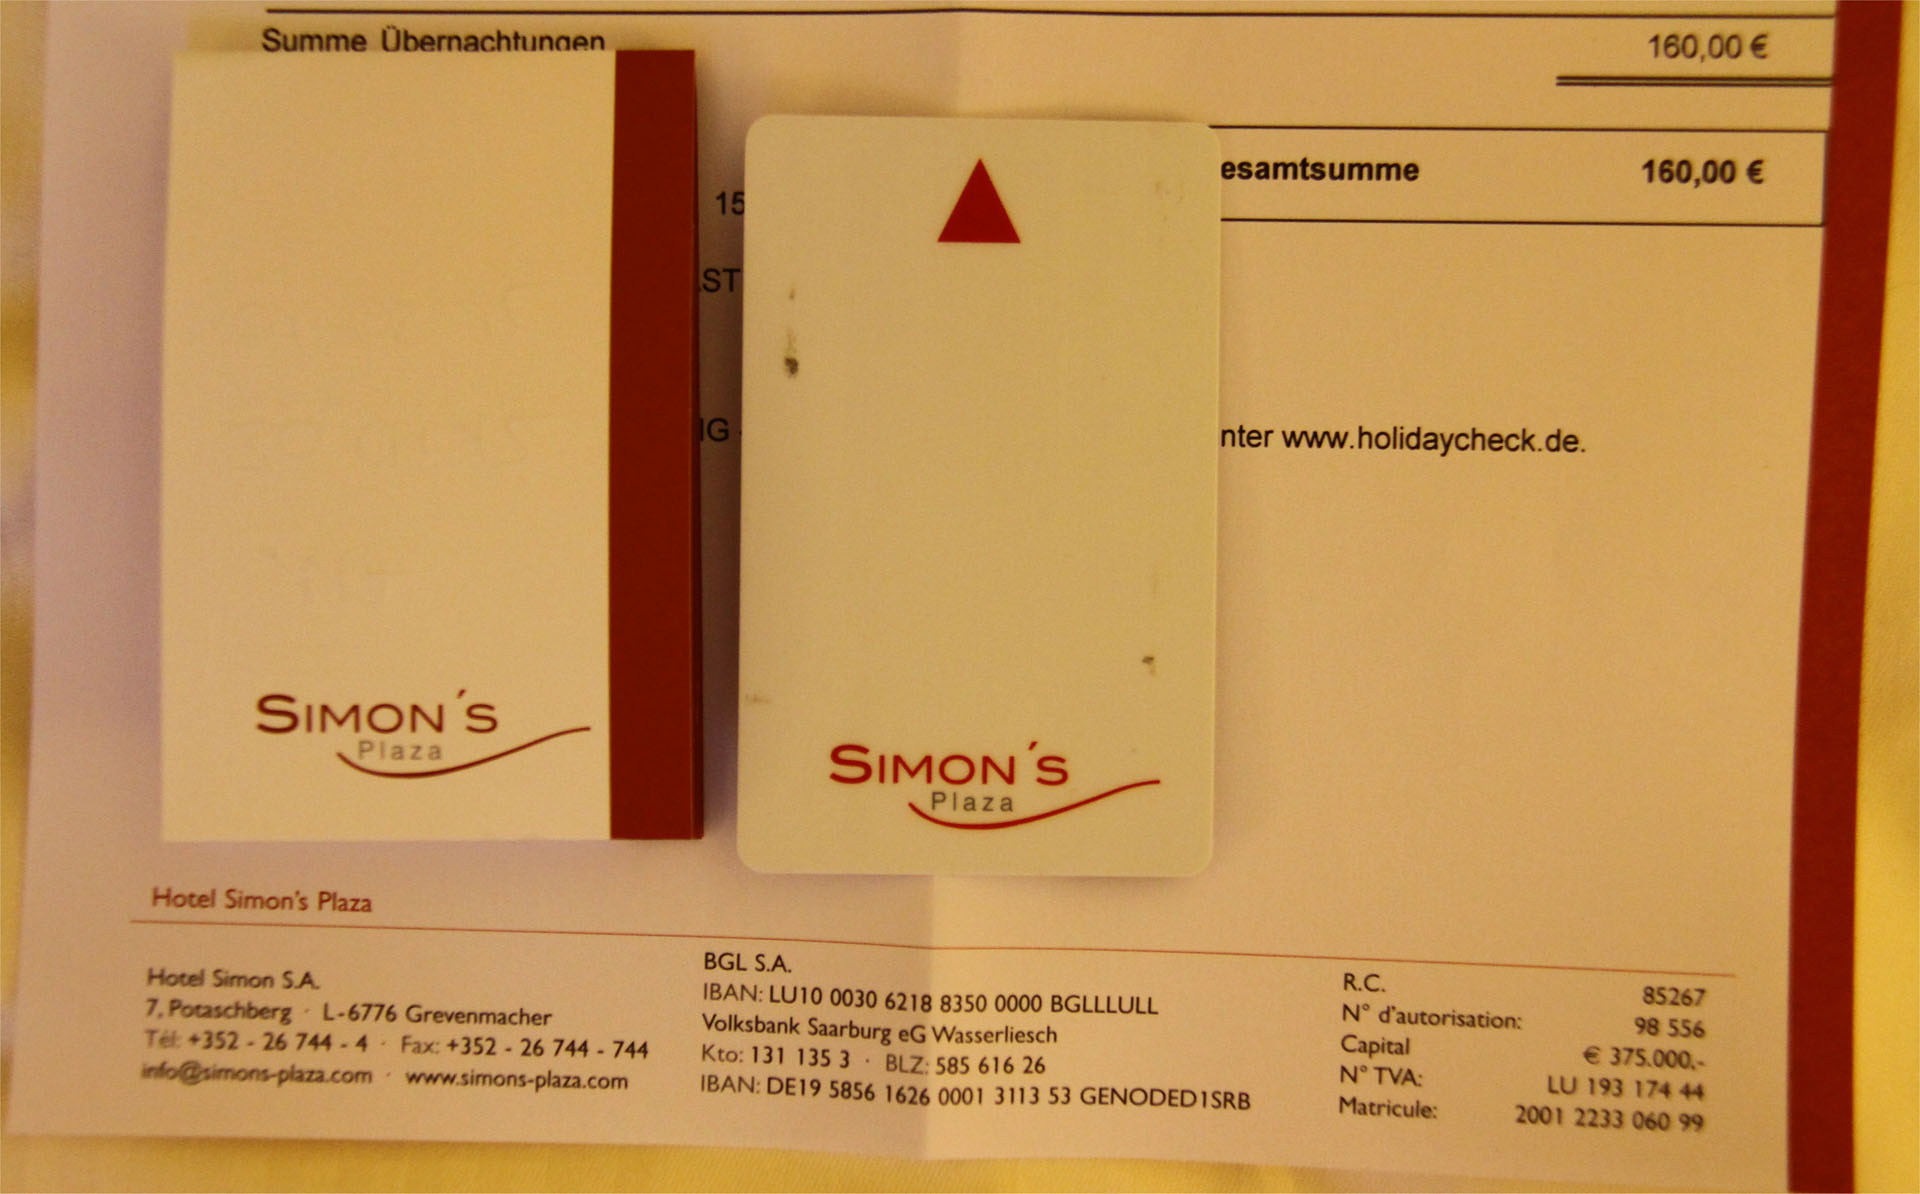 Summe Übernachtungen 160,00 €
esamtsumme 160,00 €
15
ST
IG -
nter www.holidaycheck.de.
SIMON´S
Plaza
SIMON´S
Plaza
Hotel Simon's Plaza
Hotel Simon S.A.
7, Potaschberg · L-6776 Grevenmacher
Tél: +352 - 26 744 - 4 · Fax: +352 - 26 744 - 744
info@simons-plaza.com · www.simons-plaza.com
BGL S.A.
IBAN: LU10 0030 6218 8350 0000 BGLLLULL
Volksbank Saarburg eG Wasserliesch
Kto: 131 135 3 · BLZ: 585 616 26
IBAN: DE19 5856 1626 0001 3113 53 GENODED1SRB
R.C. 85267
N° d'autorisation: 98 556
Capital € 375.000,-
N° TVA: LU 193 174 44
Matricule: 2001 2233 060 99